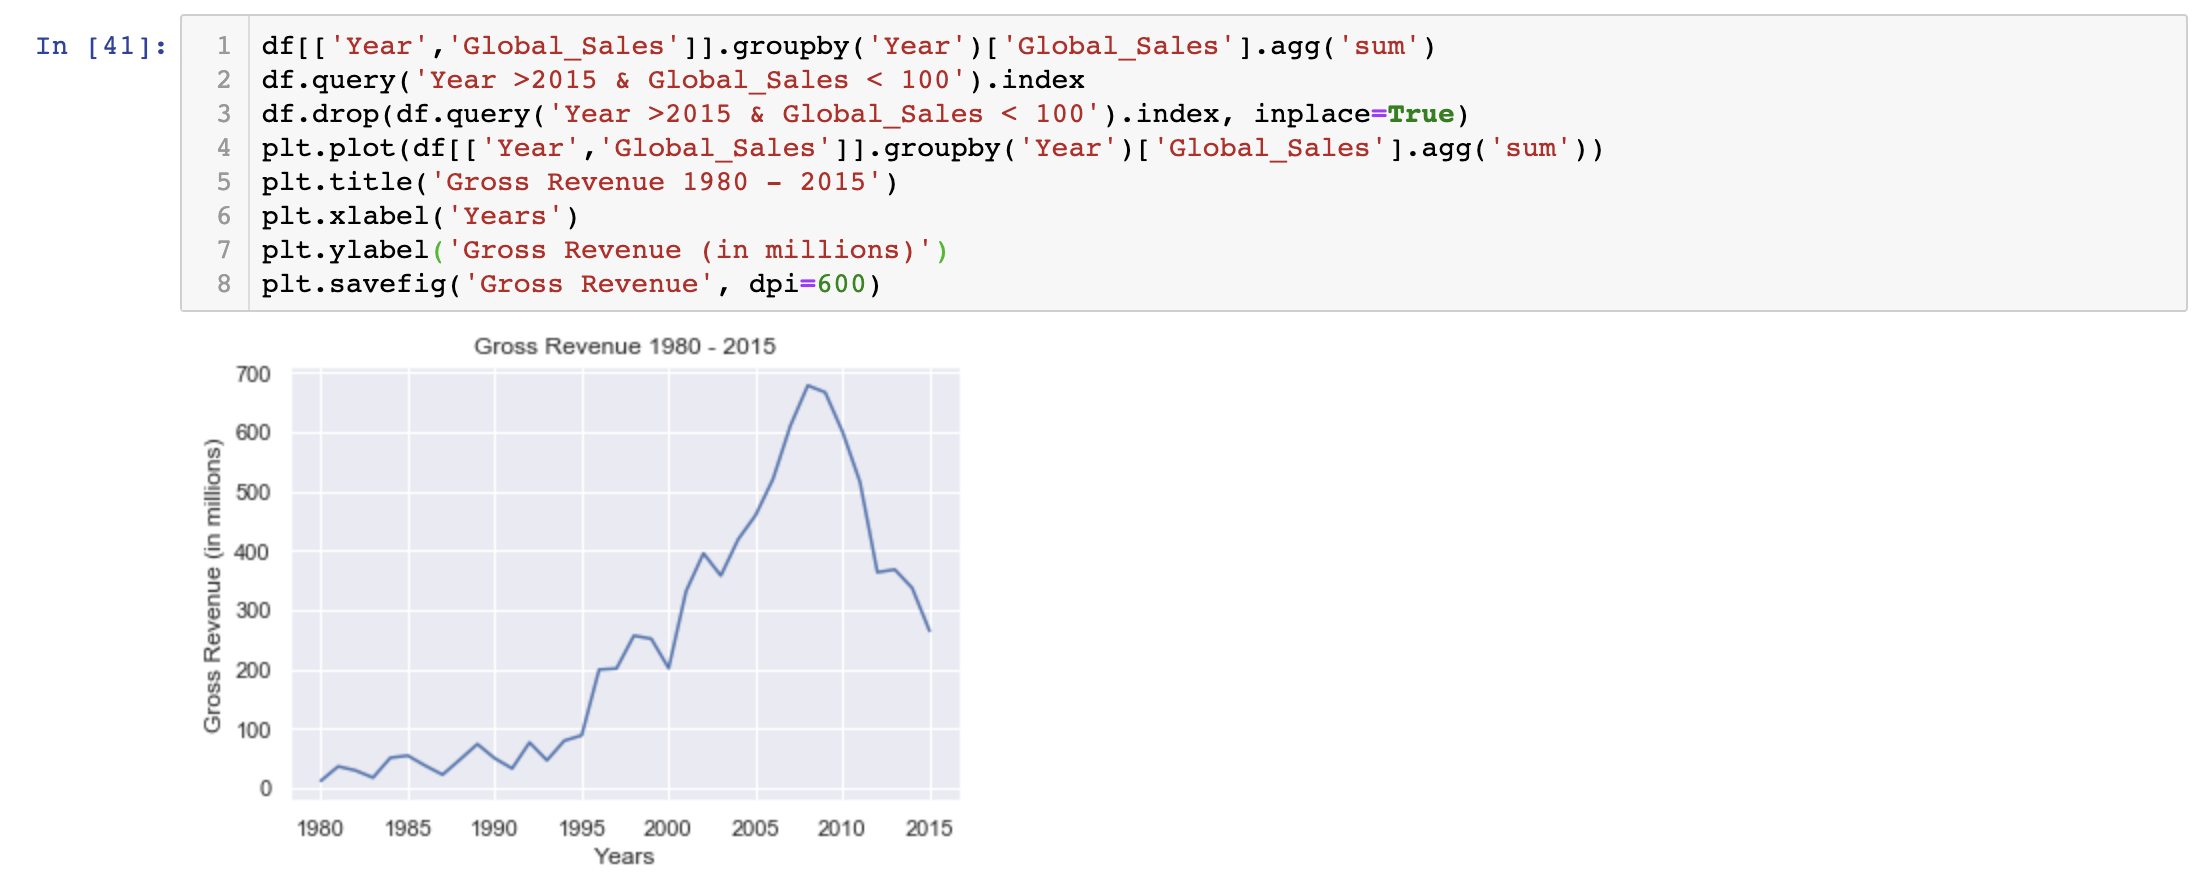 In [41]:
1 df[['Year','Global_Sales']].groupby('Year')['Global_Sales'].agg('sum')
2 df.query('Year >2015 & Global_Sales < 100').index
3 df.drop(df.query('Year >2015 & Global_Sales < 100').index, inplace=True)
4 plt.plot(df[['Year','Global_Sales']].groupby('Year')['Global_Sales'].agg('sum'))
5 plt.title('Gross Revenue 1980 - 2015')
6 plt.xlabel('Years')
7 plt.ylabel('Gross Revenue (in millions)')
8 plt.savefig('Gross Revenue', dpi=600)
Gross Revenue 1980 - 2015
Gross Revenue (in millions)
700
600
500
400
300
200
100
0
1980 1985 1990 1995 2000 2005 2010 2015
Years